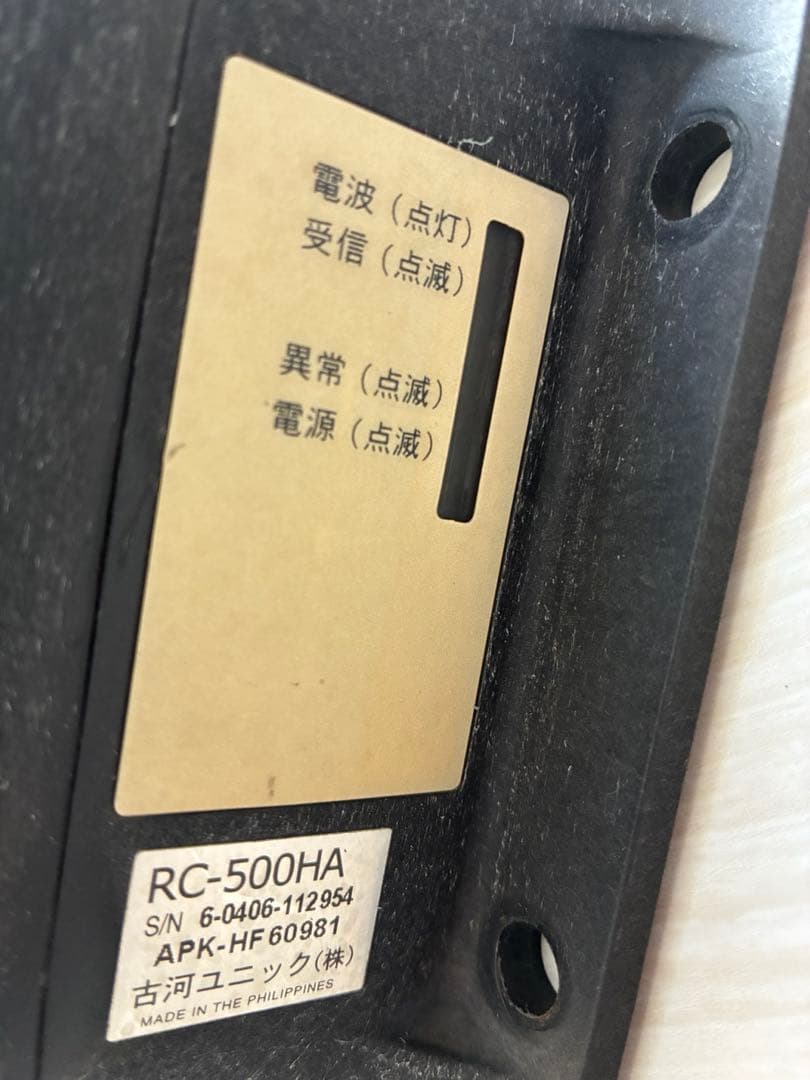 電波（点灯）
受信（点滅）
異常（点滅）
電源（点滅）
RC-500HA
S/N 6-0406-112954
APK-HF60981
古河ユニック(株)
MADE IN THE PHILIPPINES